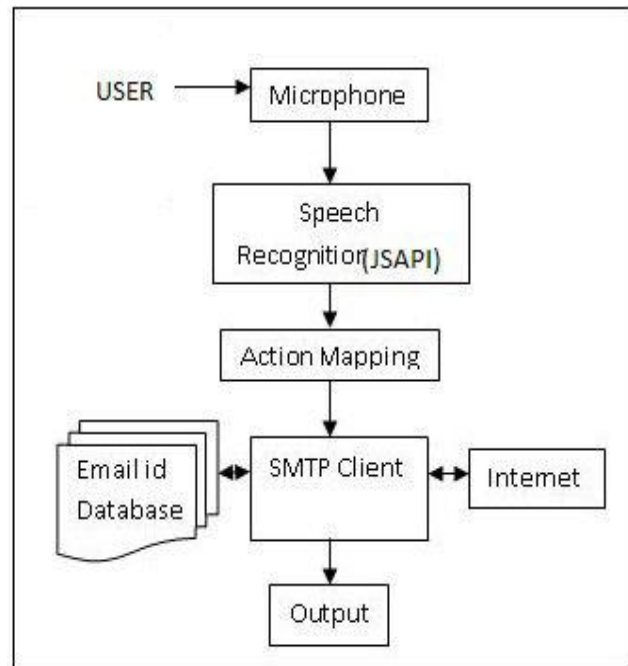 USER
Microphone
Speech
Recognition(JSAPI)
Action Mapping
Email id
Database
SMTP Client
Internet
Output